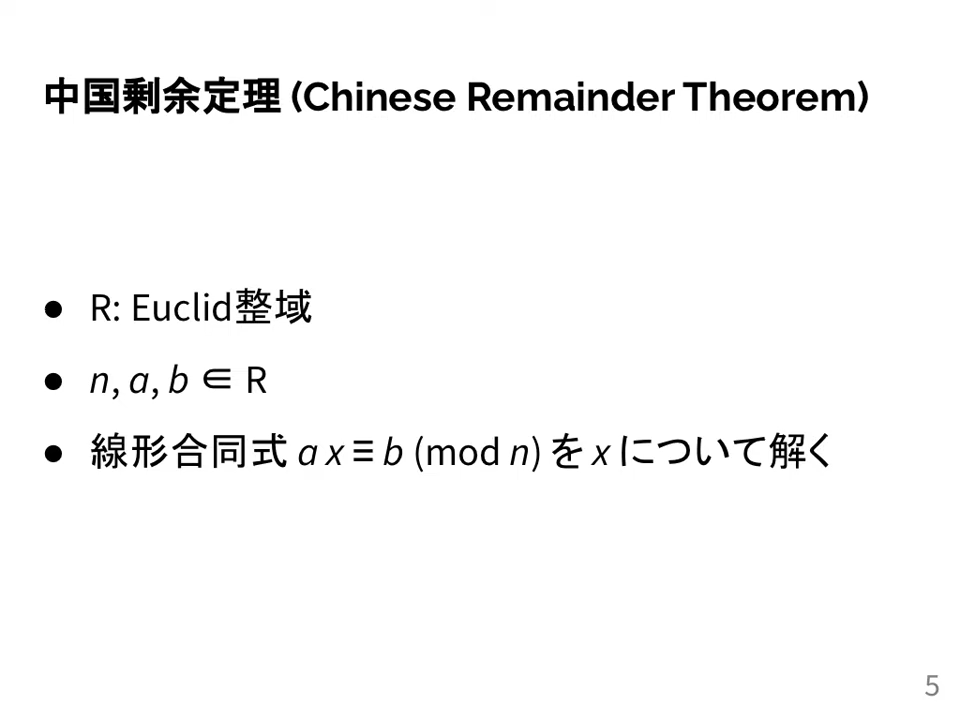 中国剰余定理 (Chinese Remainder Theorem)
● R: Euclid整域
● n, a, b ∈ R
● 線形合同式 a x ≡ b (mod n) を x について解く
5